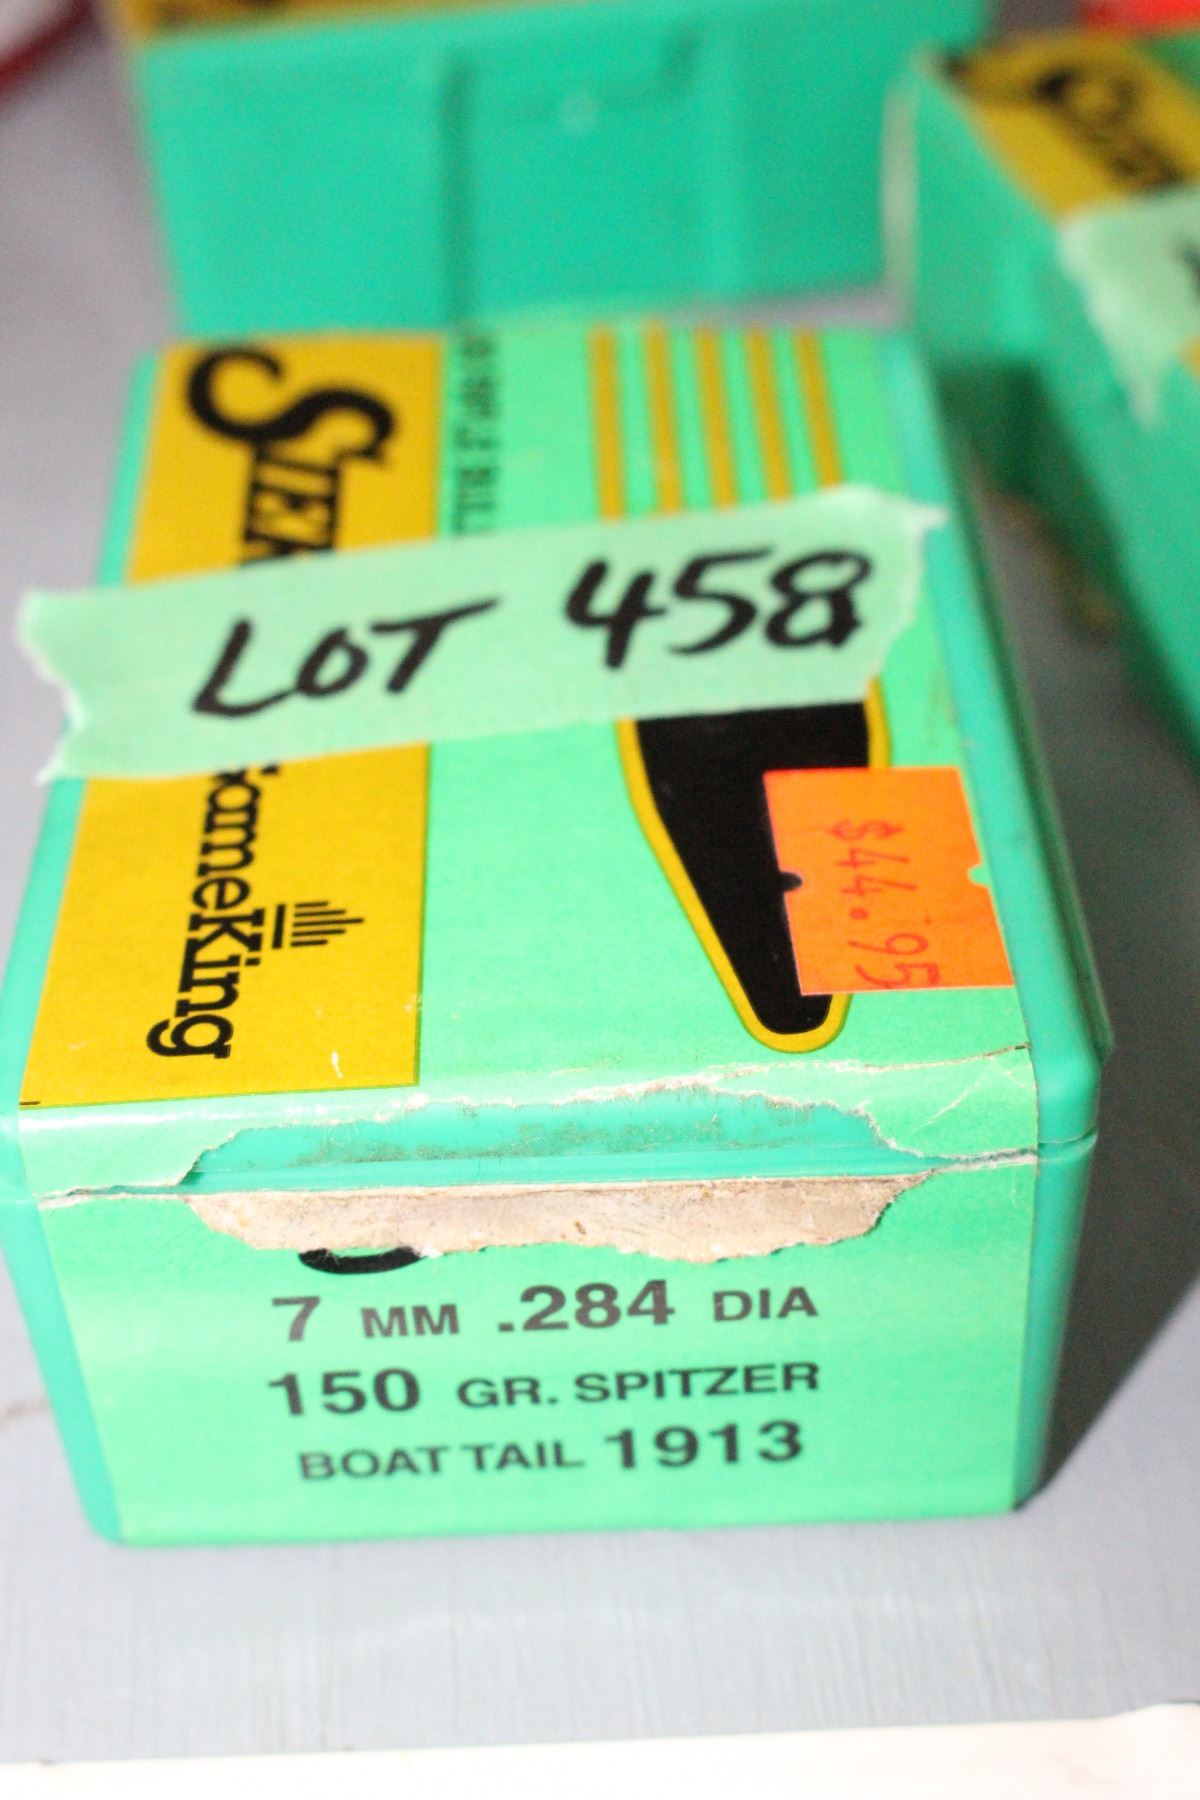 LOT 458
GameKing
$44.95
7 MM .284 DIA
150 GR. SPITZER
BOAT TAIL 1913